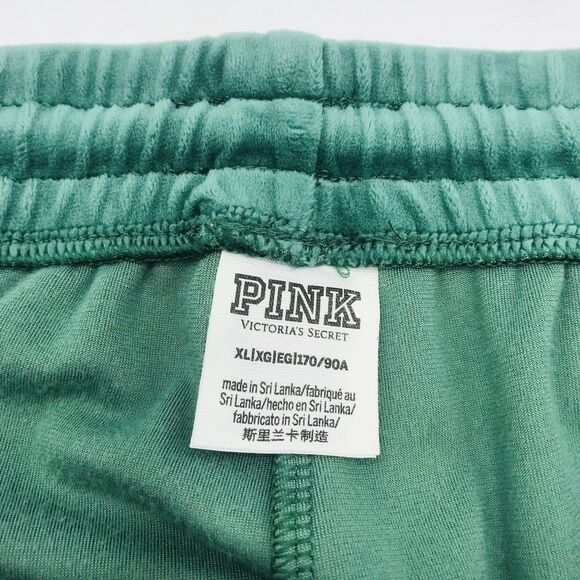 PINK
VICTORIA'S SECRET
XL|XG|EG|170/90A
made in Sri Lanka/fabriqué au
Sri Lanka/hecho en Sri Lanka/
fabbricato in Sri Lanka/
斯里兰卡制造